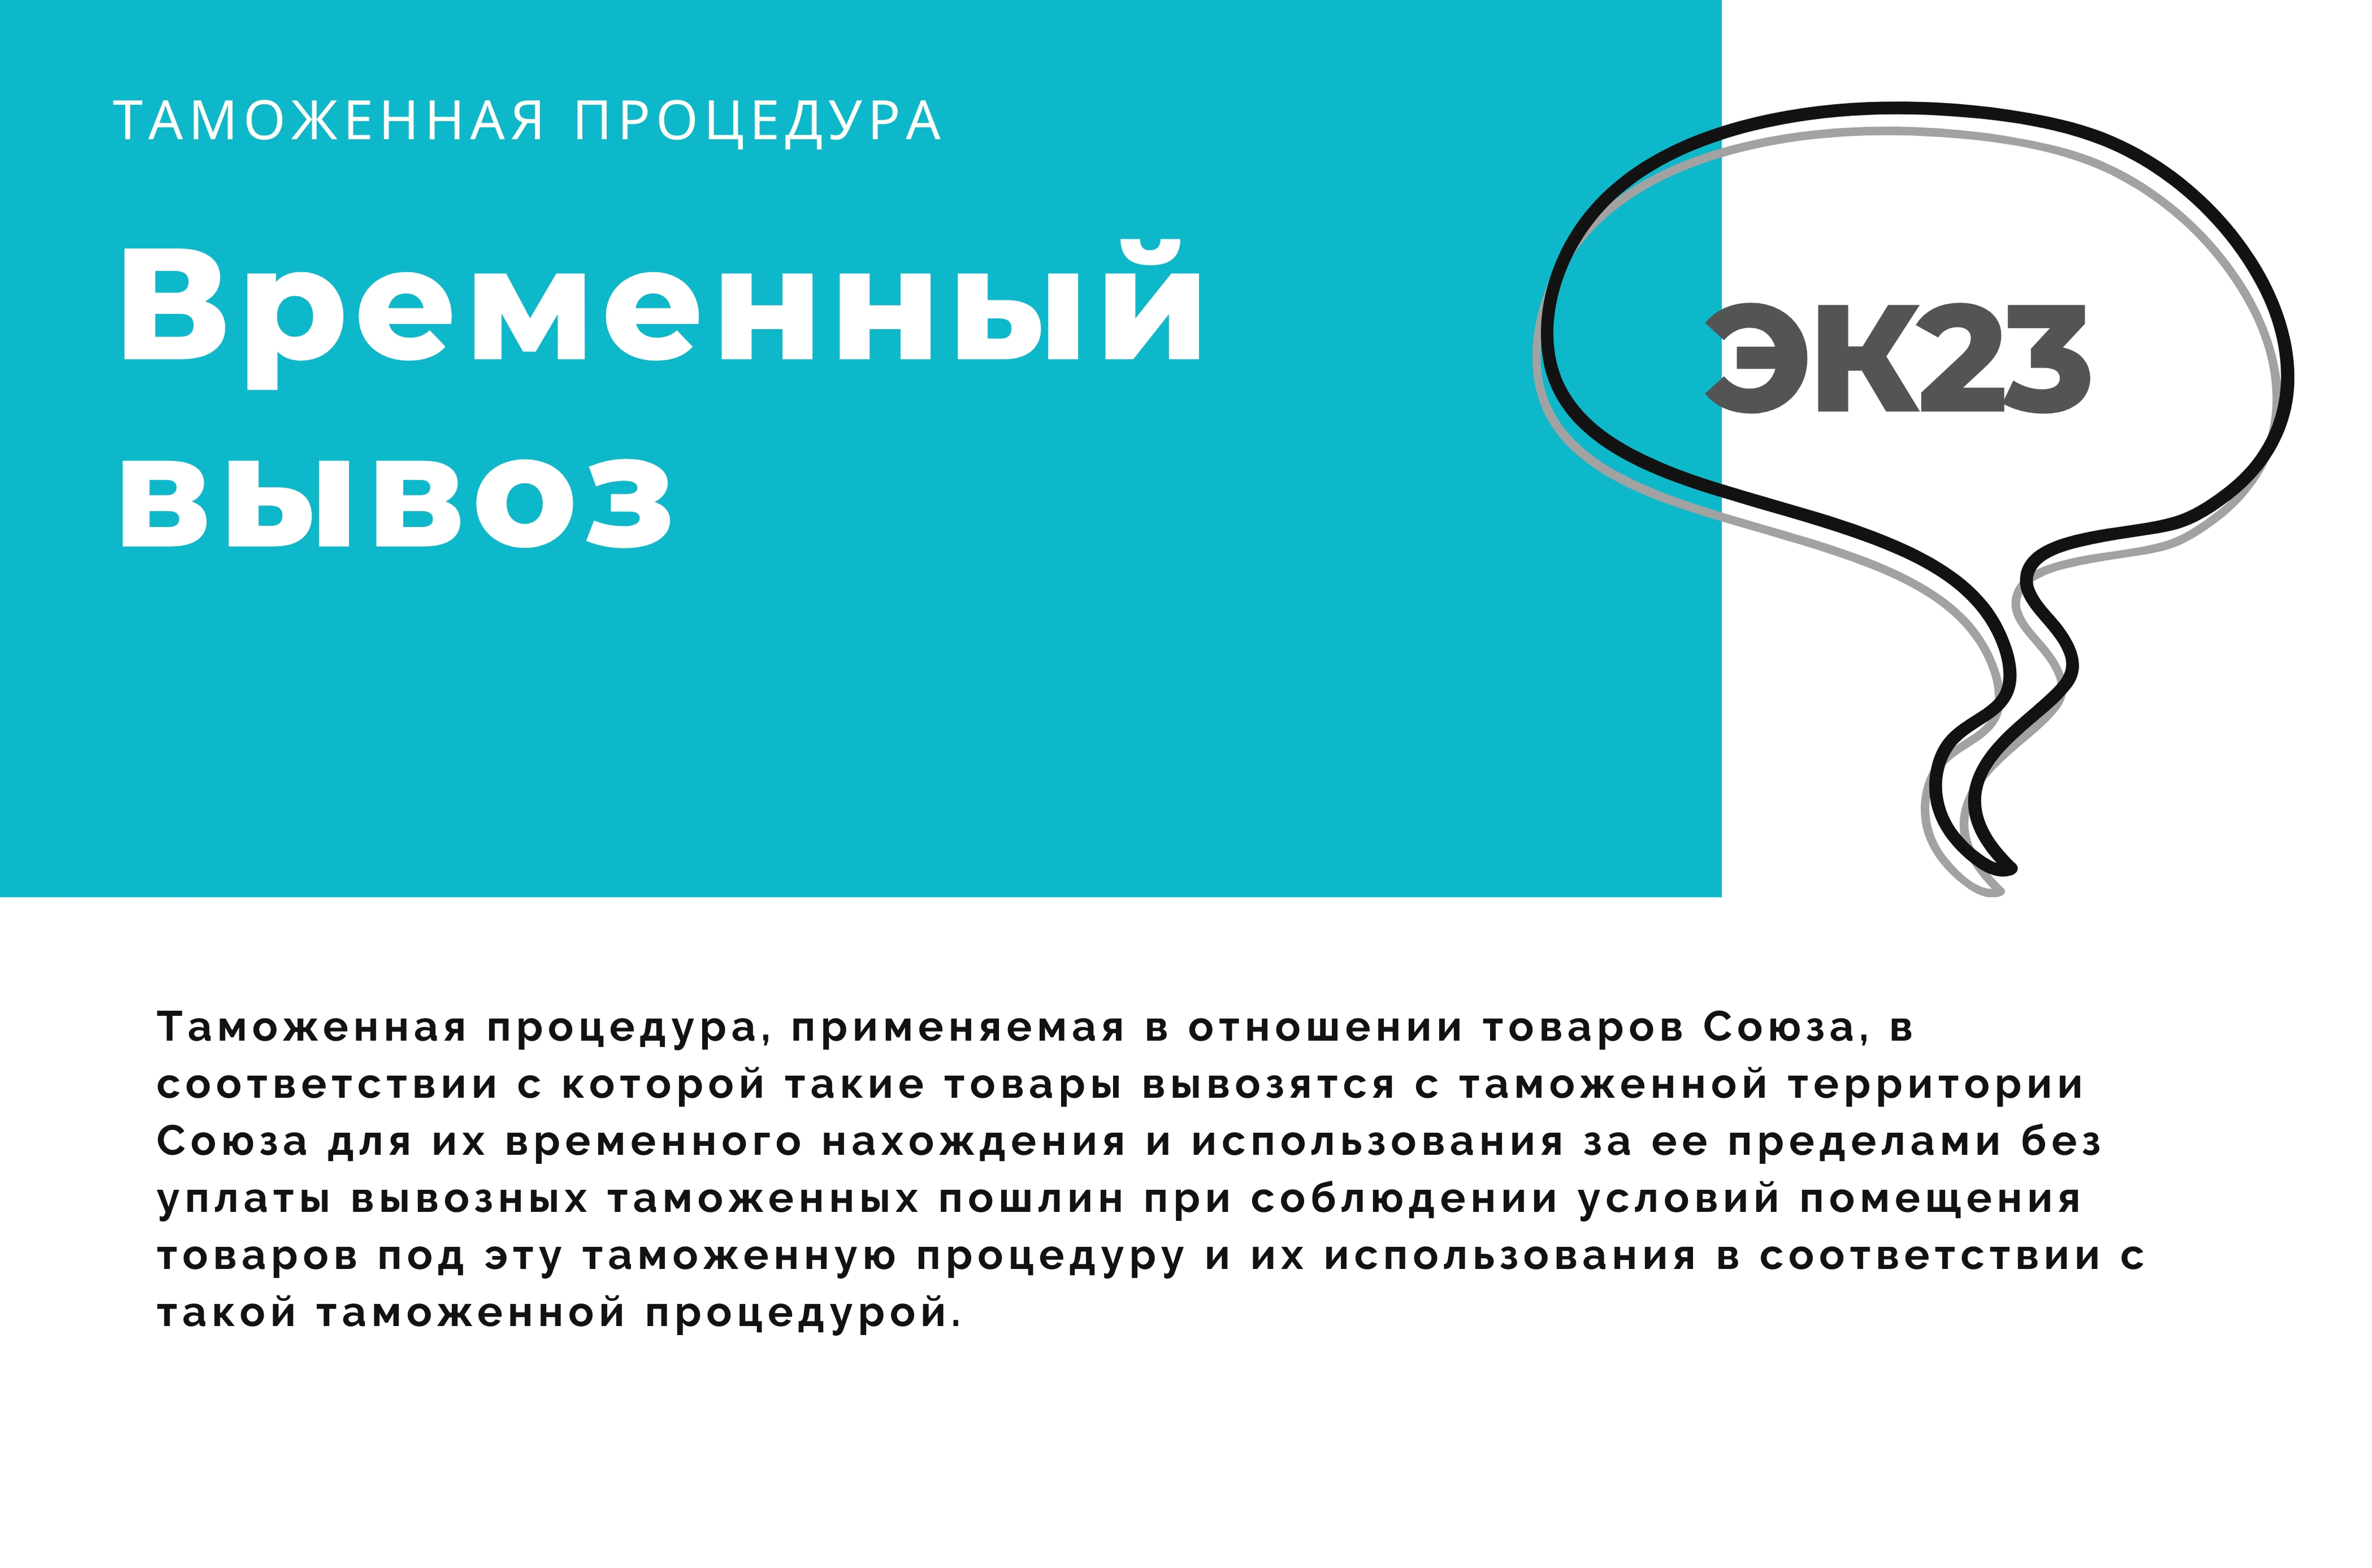 ТАМОЖЕННАЯ ПРОЦЕДУРА
Временный
вывоз
ЭК23
Таможенная процедура, применяемая в отношении товаров Союза, в
соответствии с которой такие товары вывозятся с таможенной территории
Союза для их временного нахождения и использования за ее пределами без
уплаты вывозных таможенных пошлин при соблюдении условий помещения
товаров под эту таможенную процедуру и их использования в соответствии с
такой таможенной процедурой.